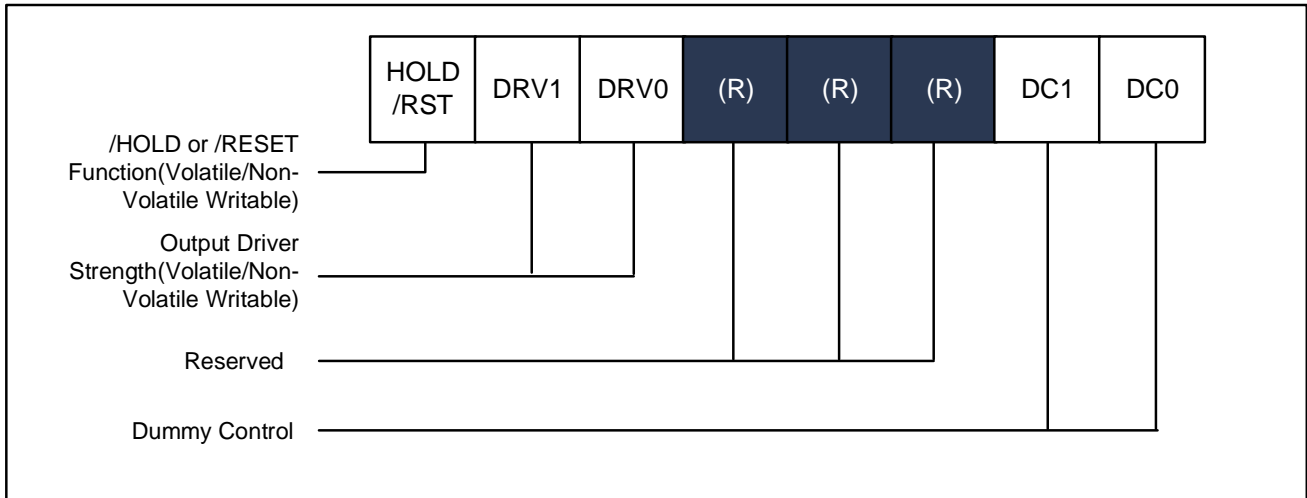 HOLD
/RST
DRV1
DRV0
(R)
(R)
(R)
DC1
DC0
/HOLD or /RESET
Function(Volatile/Non-
Volatile Writable)
Output Driver
Strength(Volatile/Non-
Volatile Writable)
Reserved
Dummy Control